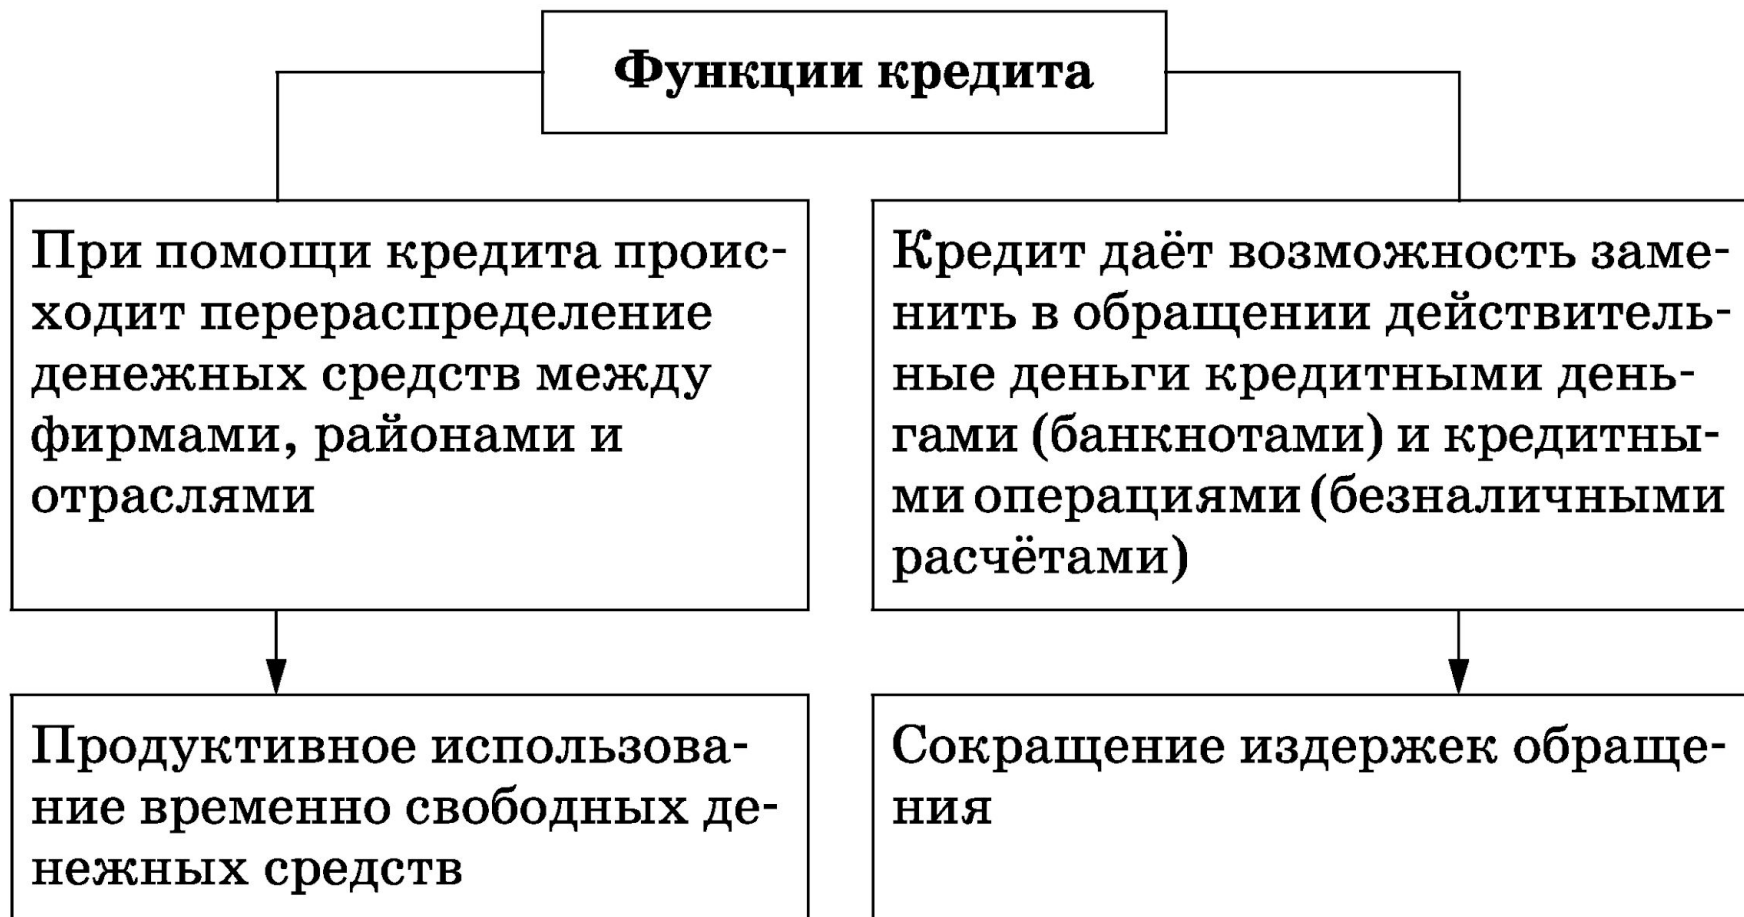 Функции кредита
При помощи кредита проис-
ходит перераспределение
денежных средств между
фирмами, районами и
отраслями
Кредит даёт возможность заме-
нить в обращении действитель-
ные деньги кредитными день-
гами (банкнотами) и кредитны-
ми операциями (безналичными
расчётами)
Продуктивное использова-
ние временно свободных де-
нежных средств
Сокращение издержек обраще-
ния